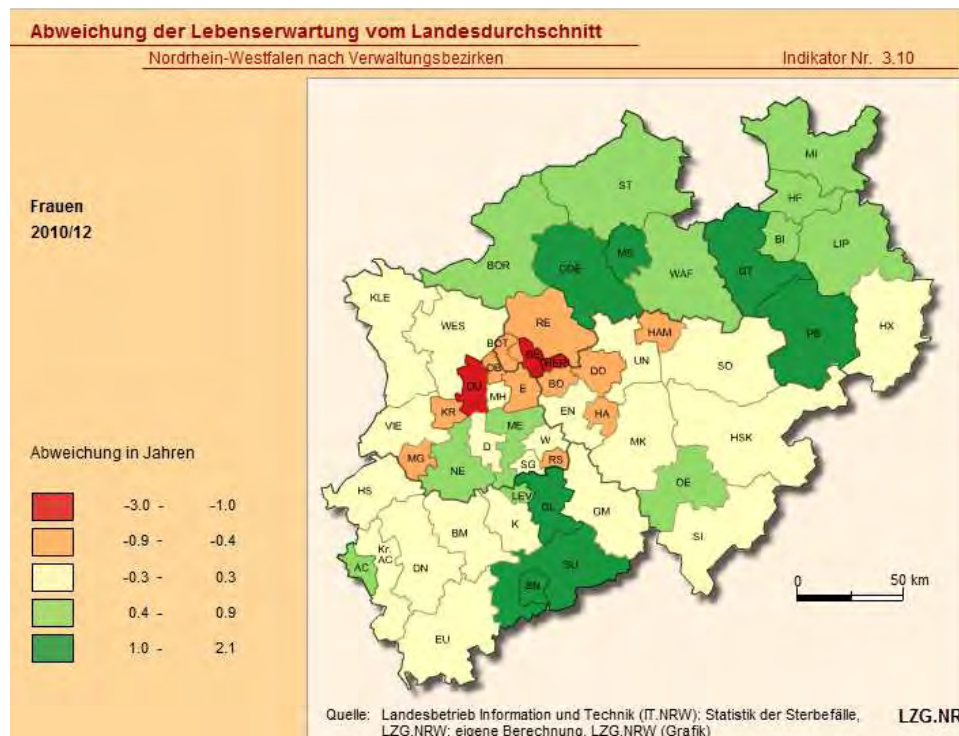 Abweichung der Lebenserwartung vom Landesdurchschnitt
Nordrhein-Westfalen nach Verwaltungsbezirken Indikator Nr. 3.10
Frauen
2010/12
MI
ST
HF
BI
LIP
BOR
COE
MS
WAF
GT
KLE
WES
RE
HAM
PB
HX
BOT
GE
HER
UN
SO
DU
OB
E
BO
DO
MH
KR
EN
HA
VIE
ME
MK
HSK
D
W
MG
NE
SG
RS
OE
HS
LEV
GL
BM
K
GM
SI
Kr.
AC
AC
DN
SU
BN
EU
0 50 km
Abweichung in Jahren
-3.0 - -1.0
-0.9 - -0.4
-0.3 - 0.3
0.4 - 0.9
1.0 - 2.1
Quelle: Landesbetrieb Information und Technik (IT.NRW): Statistik der Sterbefälle, LZG.NR
LZG.NRW: eigene Berechnung, LZG.NRW (Grafik)